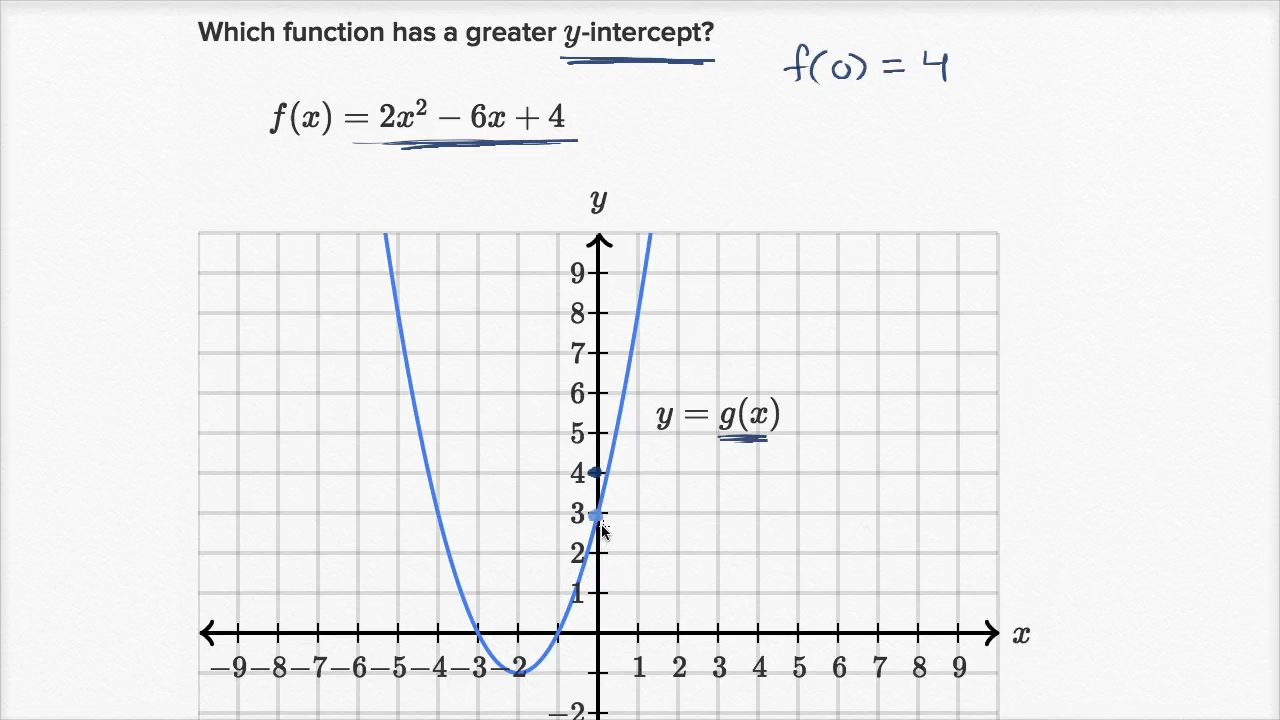 Which function has a greater y-intercept?
f(0) = 4
f(x) = 2x² − 6x + 4
y
9
8
7
6
y = g(x)
5
4
3
2
1
x
−9 −8 −7 −6 −5 −4 −3 −2 1 2 3 4 5 6 7 8 9
−2